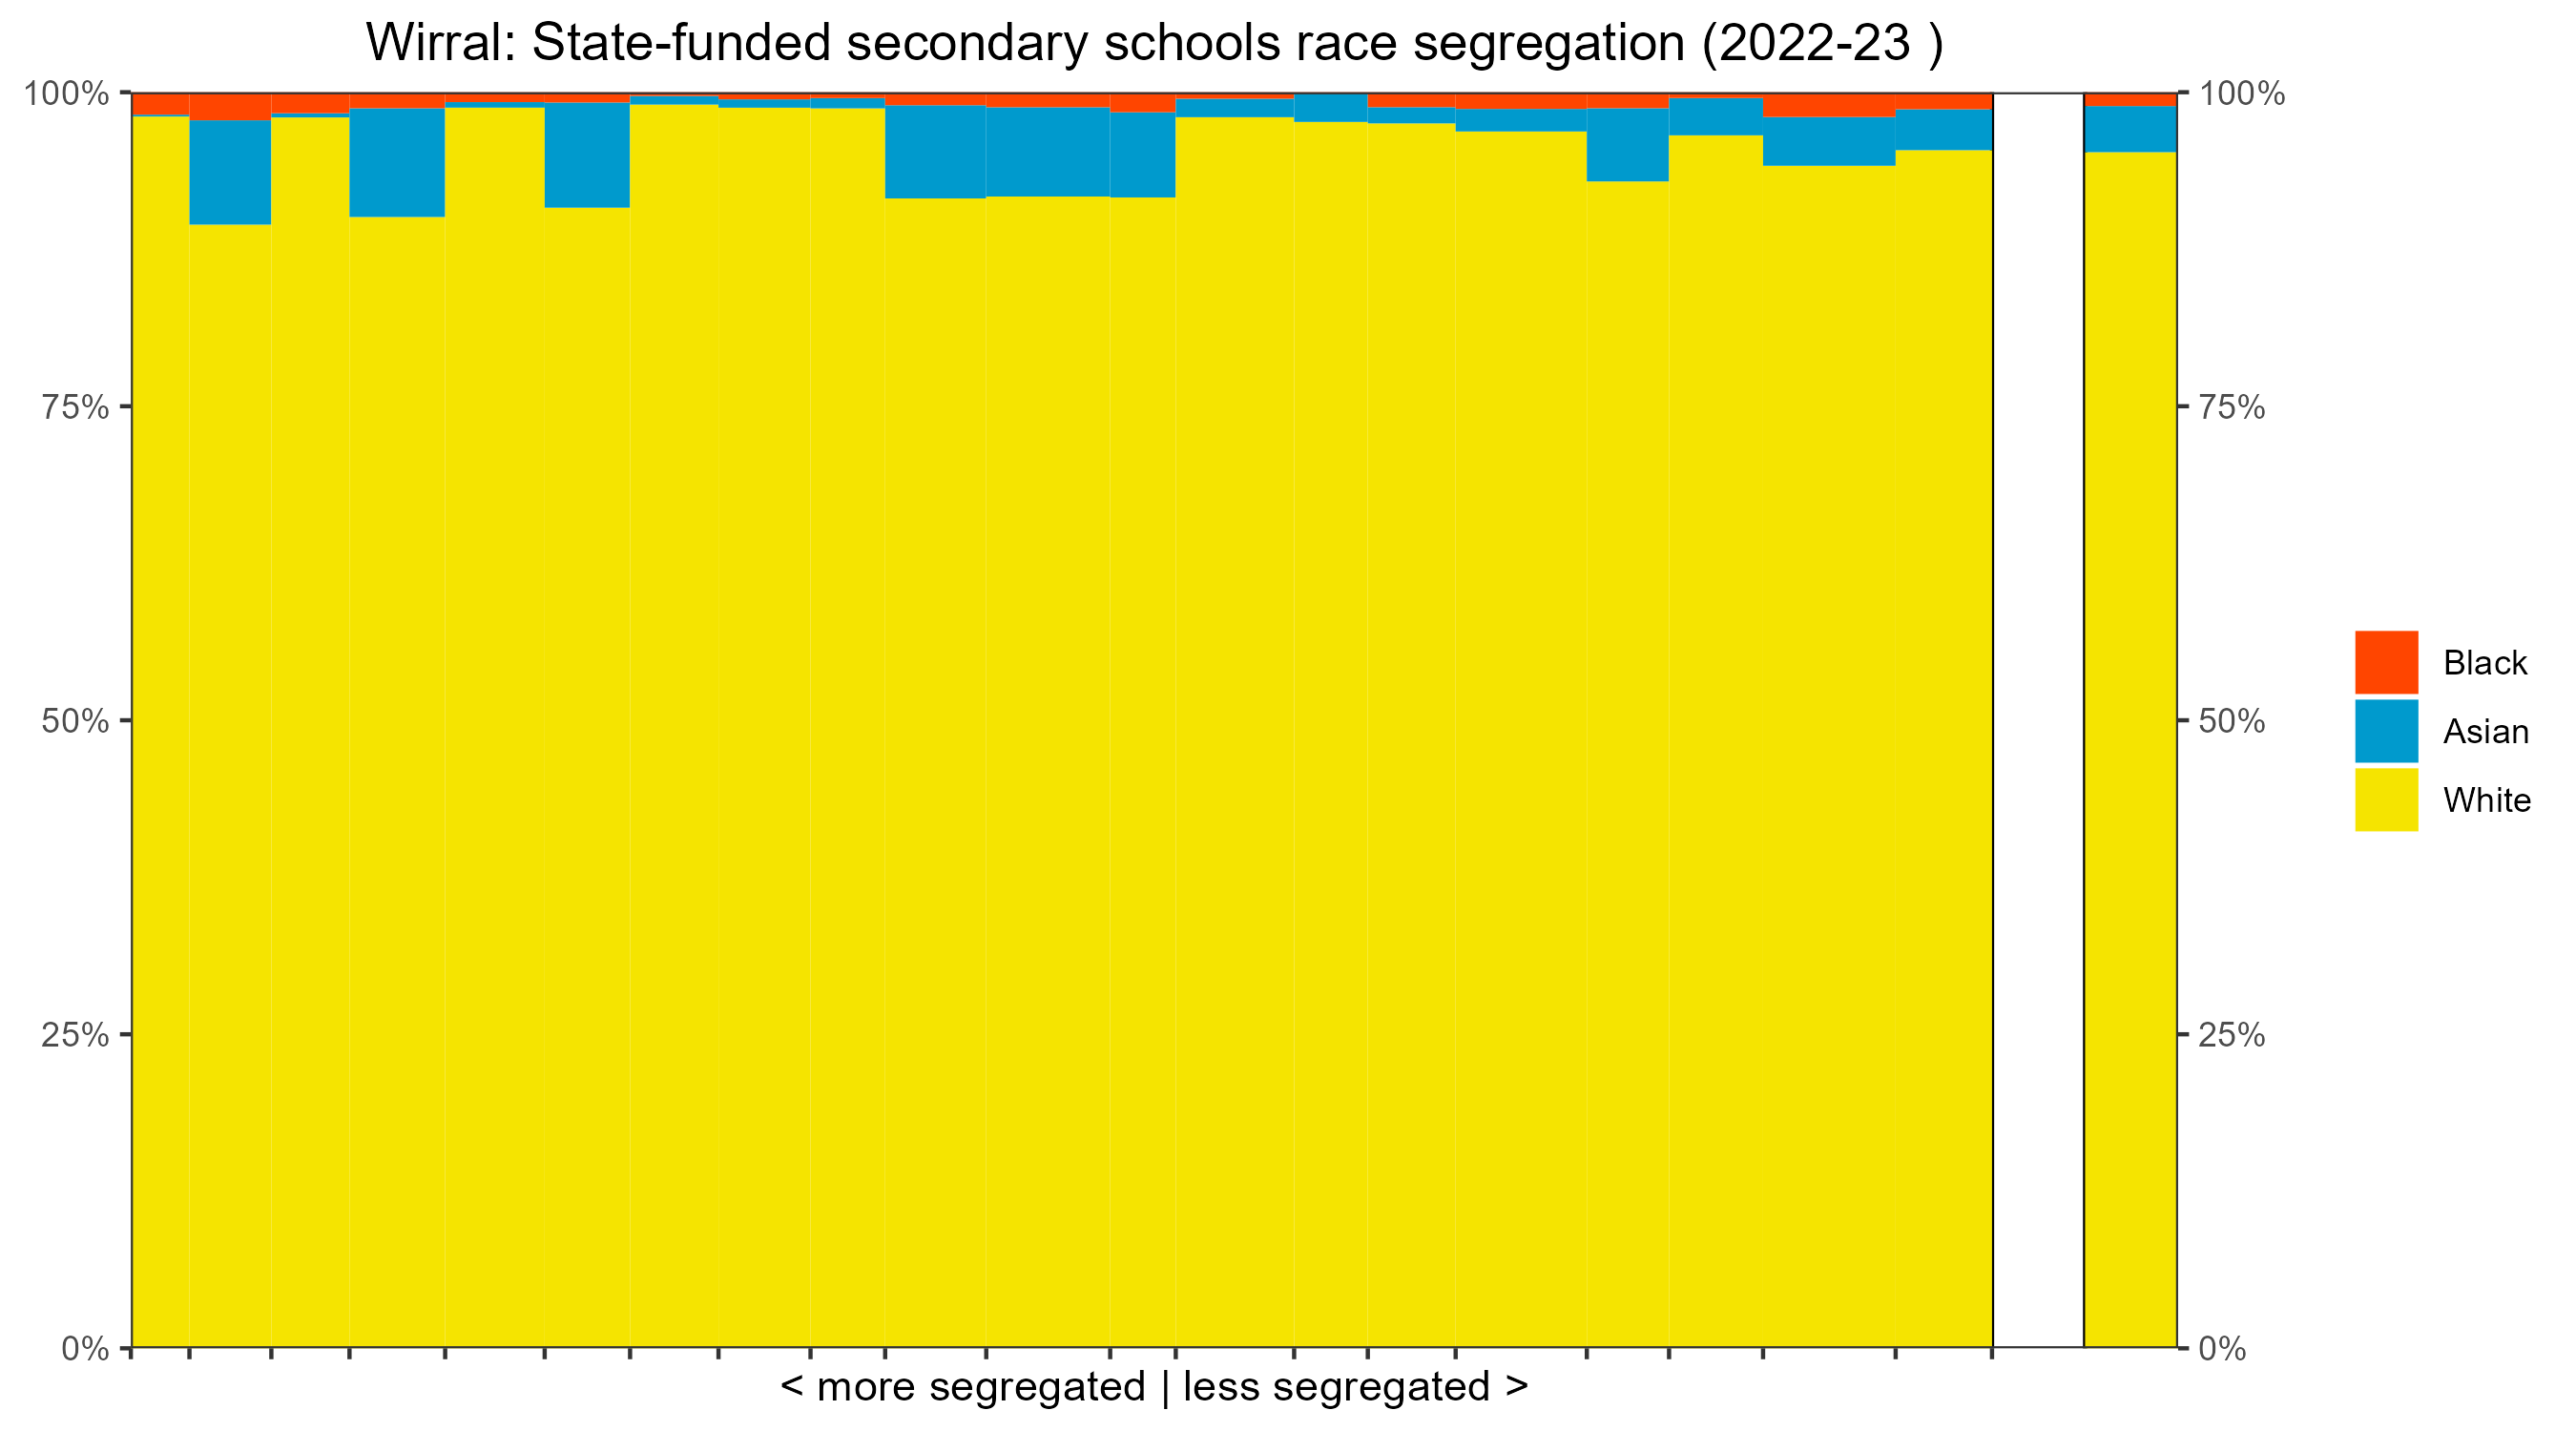 Wirral: State-funded secondary schools race segregation (2022-23 )
100%
75%
50%
25%
0%
100%
75%
50%
25%
0%
Black
Asian
White
< more segregated | less segregated >